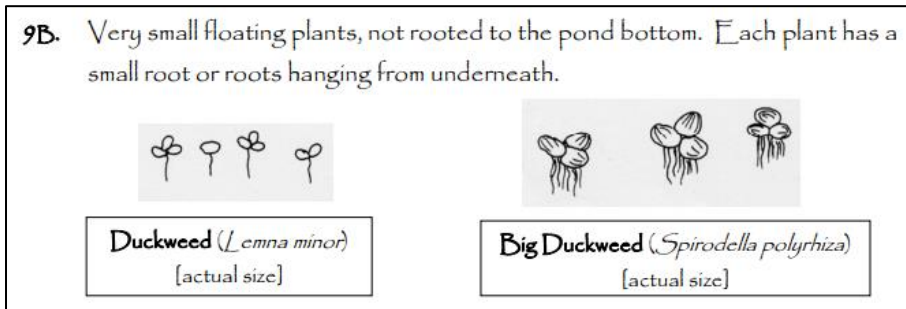 9B. Very small floating plants, not rooted to the pond bottom. Each plant has a
small root or roots hanging from underneath.
Duckweed (Lemna minor)
[actual size]
Big Duckweed (Spirodella polyrhiza)
[actual size]